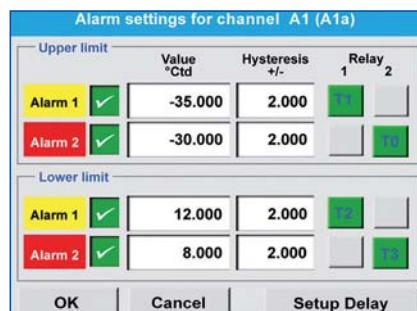 Alarm settings for channel A1 (A1a)
Upper limit
Value Hysteresis Relay
°Ctd +/- 1 2
Alarm 1 -35.000 2.000 T1
Alarm 2 -30.000 2.000 T0
Lower limit
Alarm 1 12.000 2.000 T2
Alarm 2 8.000 2.000 T3
OK Cancel Setup Delay